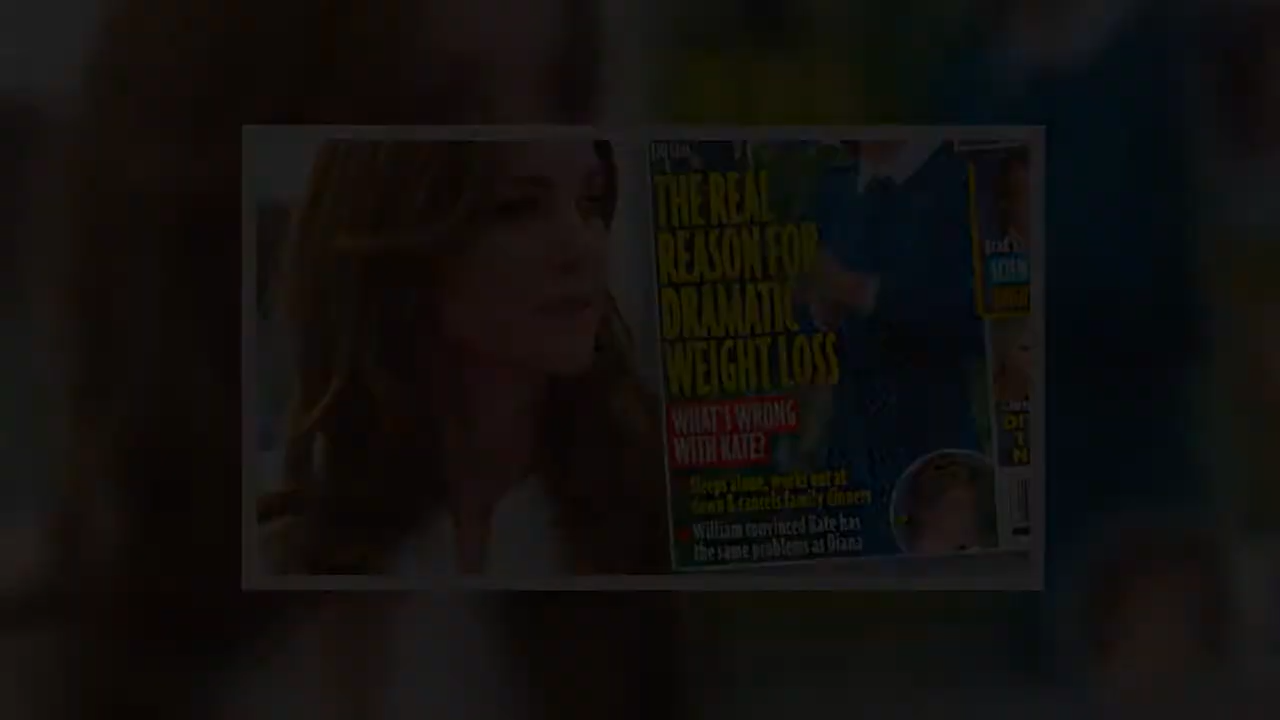 THE REAL
REASON FOR
DRAMATIC
WEIGHT LOSS
WHAT'S WRONG
WITH KATE?
Sleeps alone, works out at
dawn & cancels family dinners
William convinced Kate has
the same problems as Diana